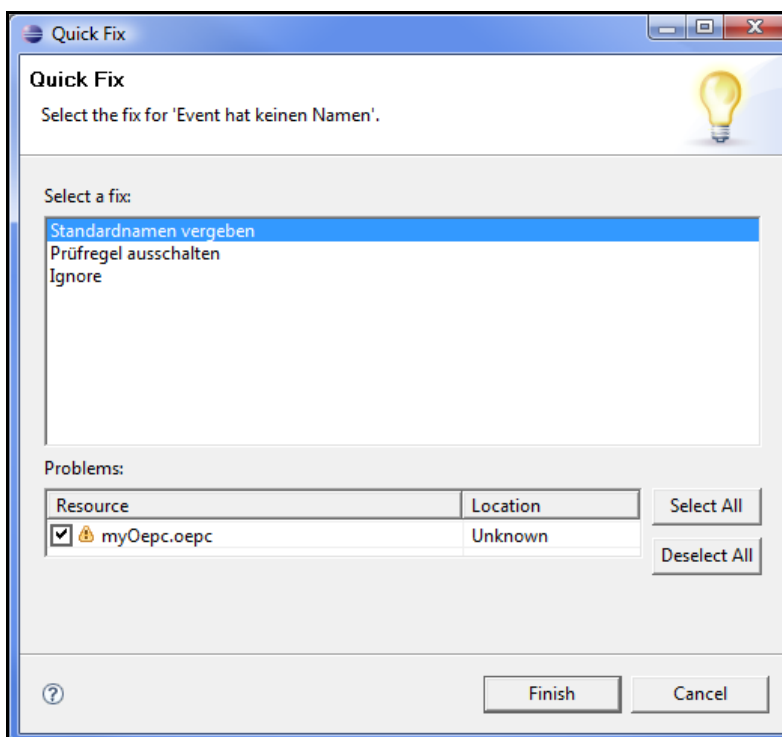 Quick Fix
Quick Fix
Select the fix for 'Event hat keinen Namen'.
Select a fix:
Standardnamen vergeben
Prüfregel ausschalten
Ignore
Problems:
Resource Location
myOepc.oepc Unknown
Select All
Deselect All
Finish Cancel